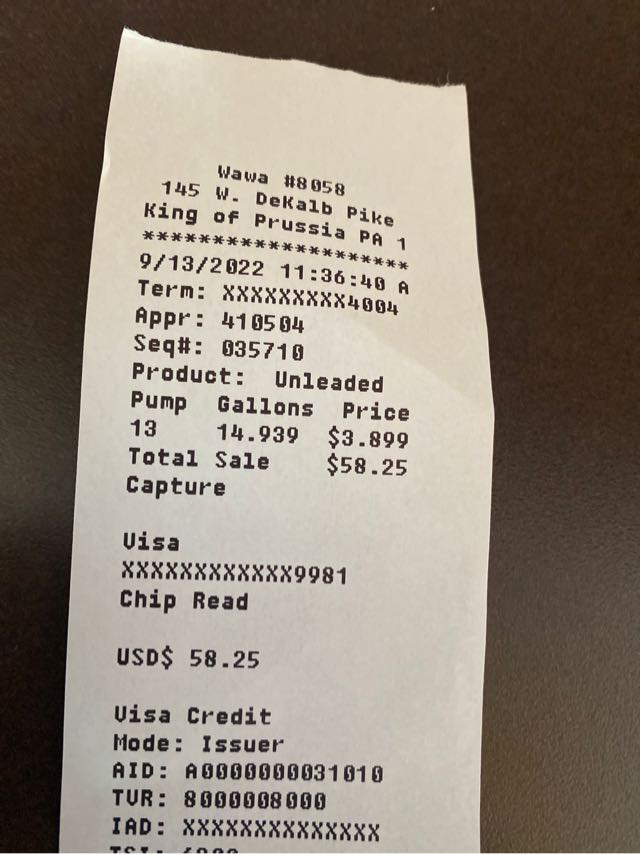 Wawa #8058
145 W. DeKalb Pike
King of Prussia PA 1
********************
9/13/2022 11:36:40 A
Term: XXXXXXXXX4004
Appr: 410504
Seq#: 035710
Product: Unleaded
Pump Gallons Price
13 14.939 $3.899
Total Sale $58.25
Capture
Visa
XXXXXXXXXXXX9981
Chip Read
USD$ 58.25
Visa Credit
Mode: Issuer
AID: A0000000031010
TVR: 8000008000
IAD: XXXXXXXXXXXXXX